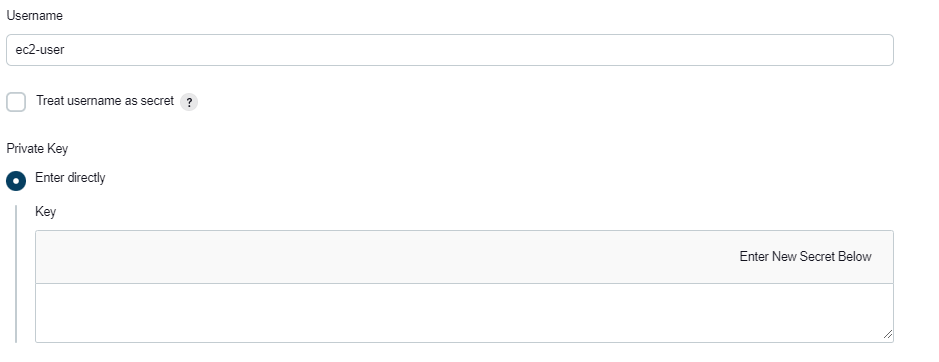 Username
ec2-user
Treat username as secret ?
Private Key
Enter directly
Key
Enter New Secret Below